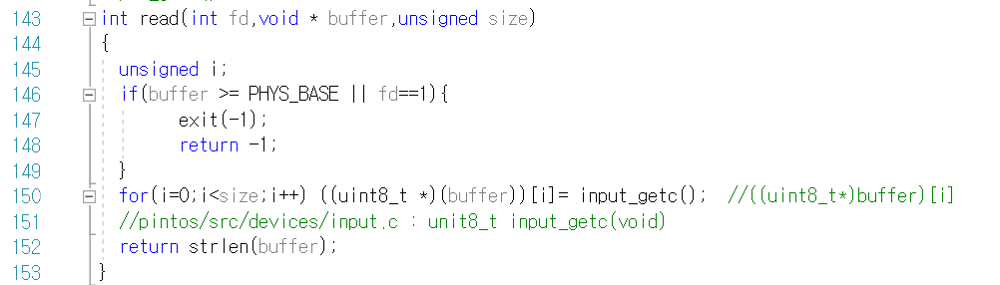 143 int read(int fd,void * buffer,unsigned size)
144 {
145 unsigned i;
146 if(buffer >= PHYS_BASE || fd==1){
147 exit(-1);
148 return -1;
149 }
150 for(i=0;i<size;i++) ((uint8_t *)(buffer))[i]= input_getc(); //((uint8_t*)buffer)[i]
151 //pintos/src/devices/input.c : unit8_t input_getc(void)
152 return strlen(buffer);
153 }